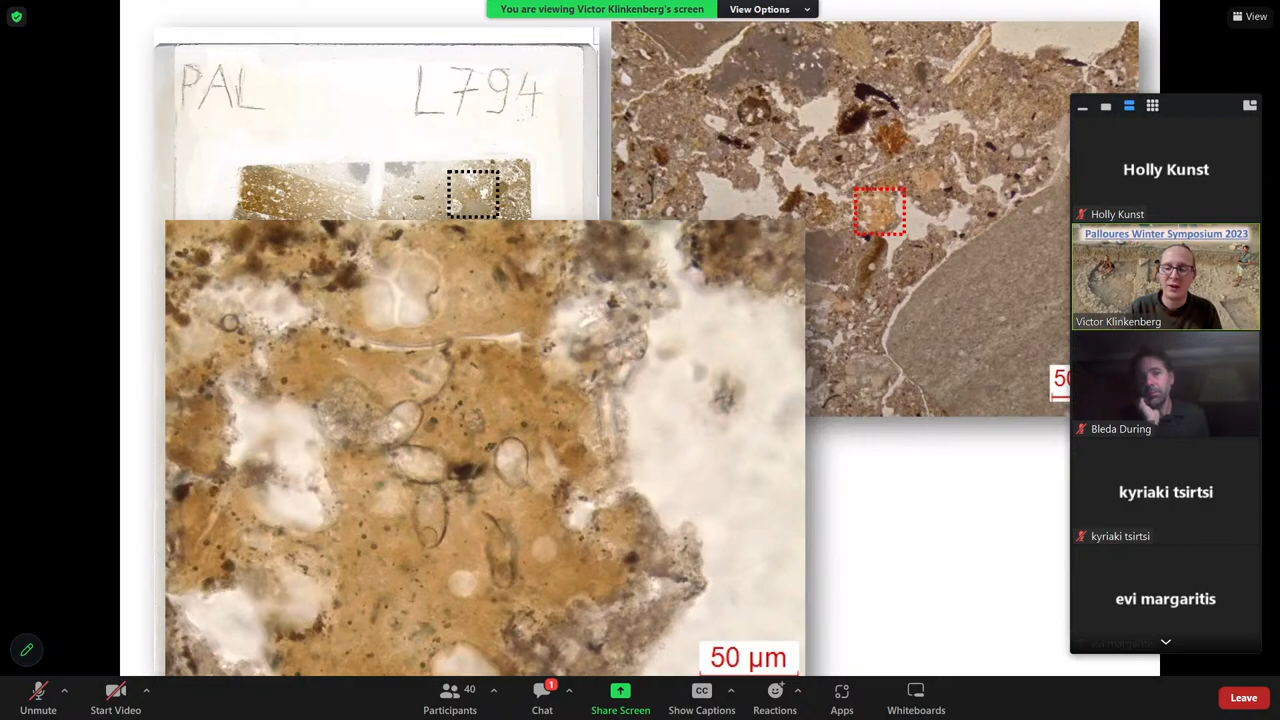 You are viewing Victor Klinkenberg's screen
View Options
View
PAL L794
50
50 µm
Holly Kunst
Holly Kunst
Palloures Winter Symposium 2023
Victor Klinkenberg
Bleda During
kyriaki tsirtsi
kyriaki tsirtsi
evi margaritis
Unmute
Start Video
40
Participants
1
Chat
Share Screen
CC
Show Captions
Reactions
Apps
Whiteboards
Leave